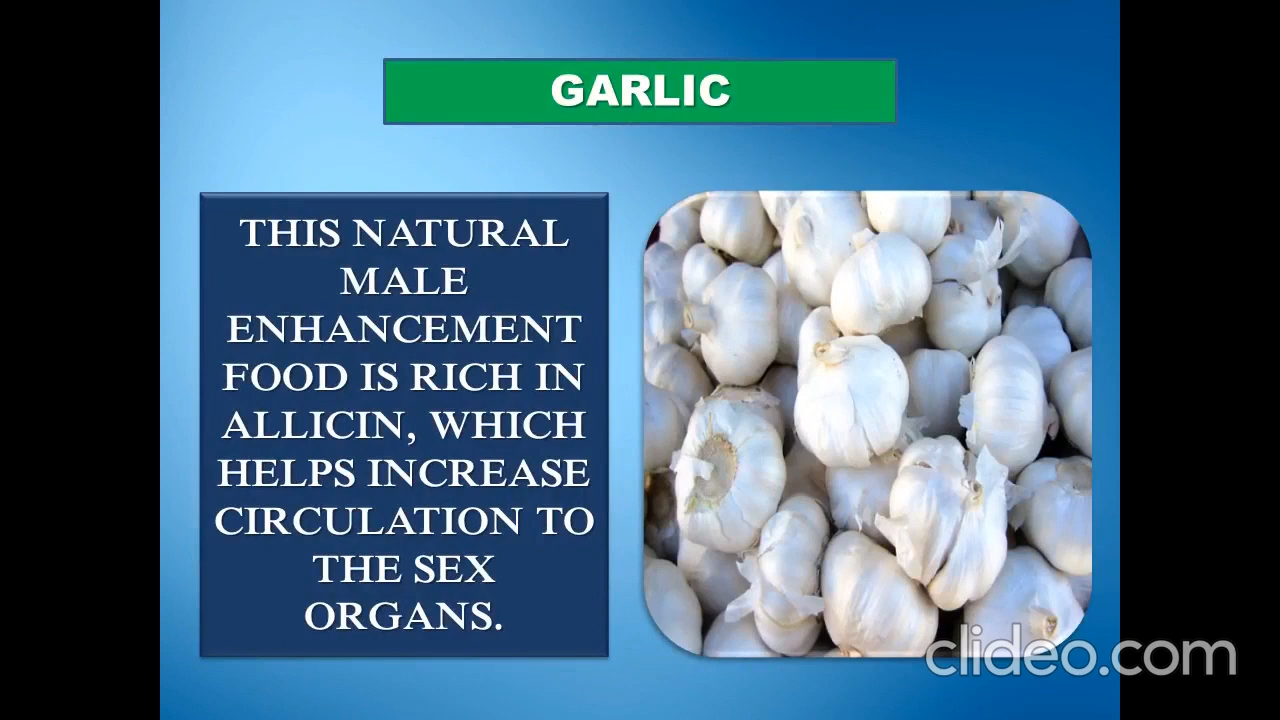 GARLIC
THIS NATURAL
MALE
ENHANCEMENT
FOOD IS RICH IN
ALLICIN, WHICH
HELPS INCREASE
CIRCULATION TO
THE SEX
ORGANS.
clideo.com